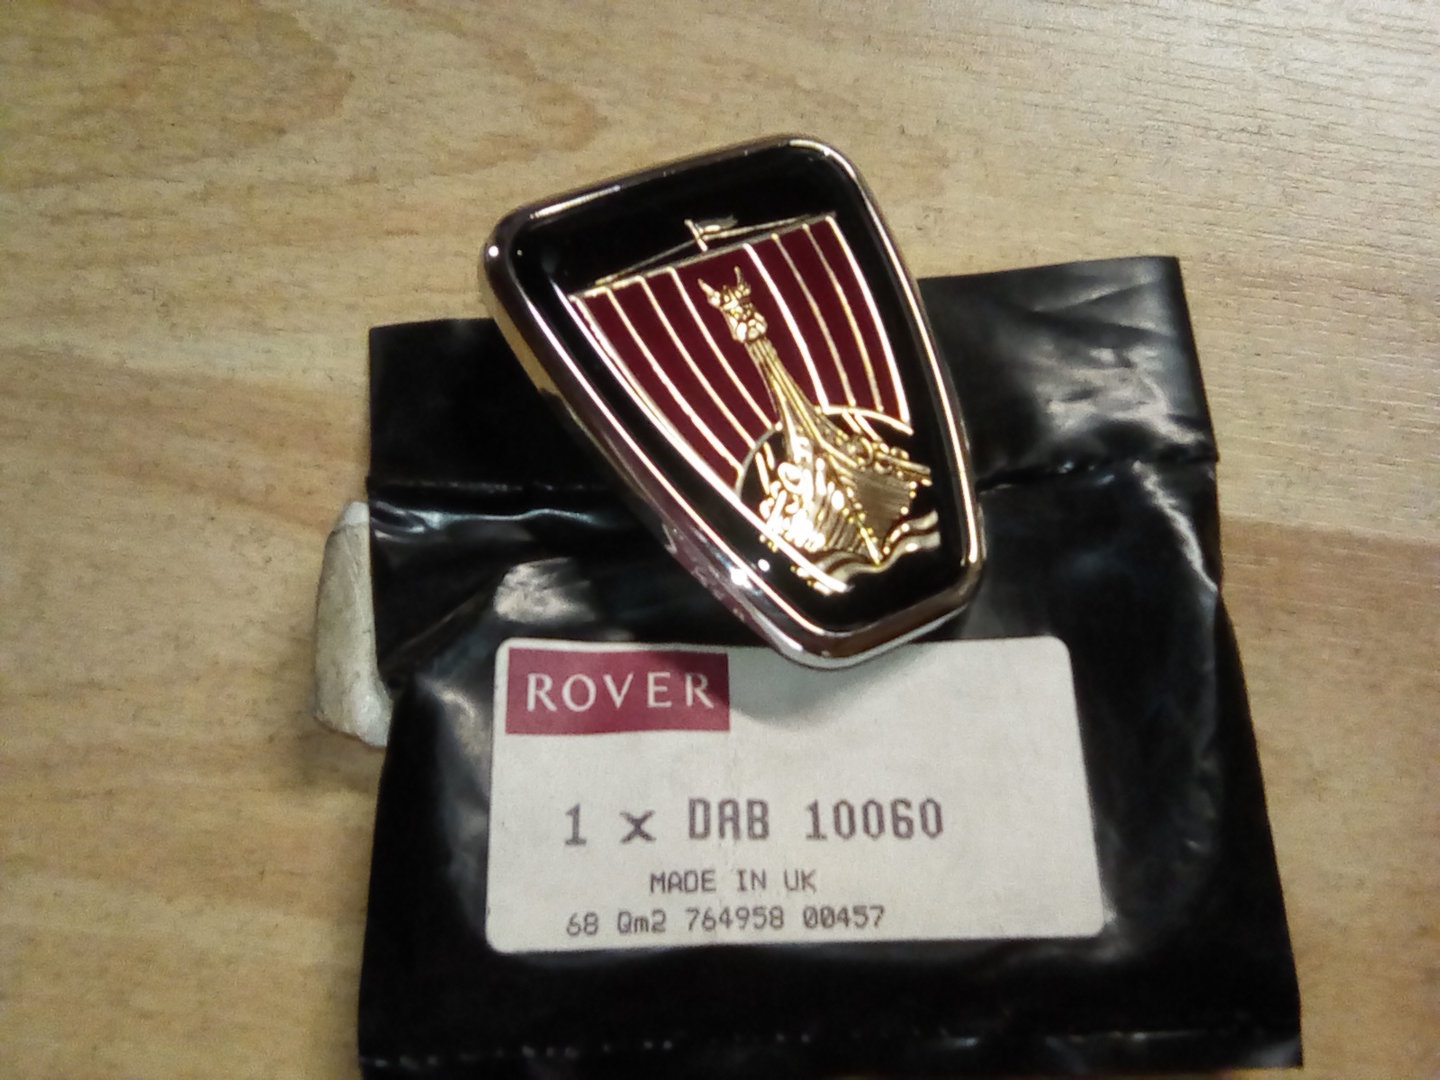 ROVER
1 x DAB 10060
MADE IN UK
68 Qm2 764958 00457